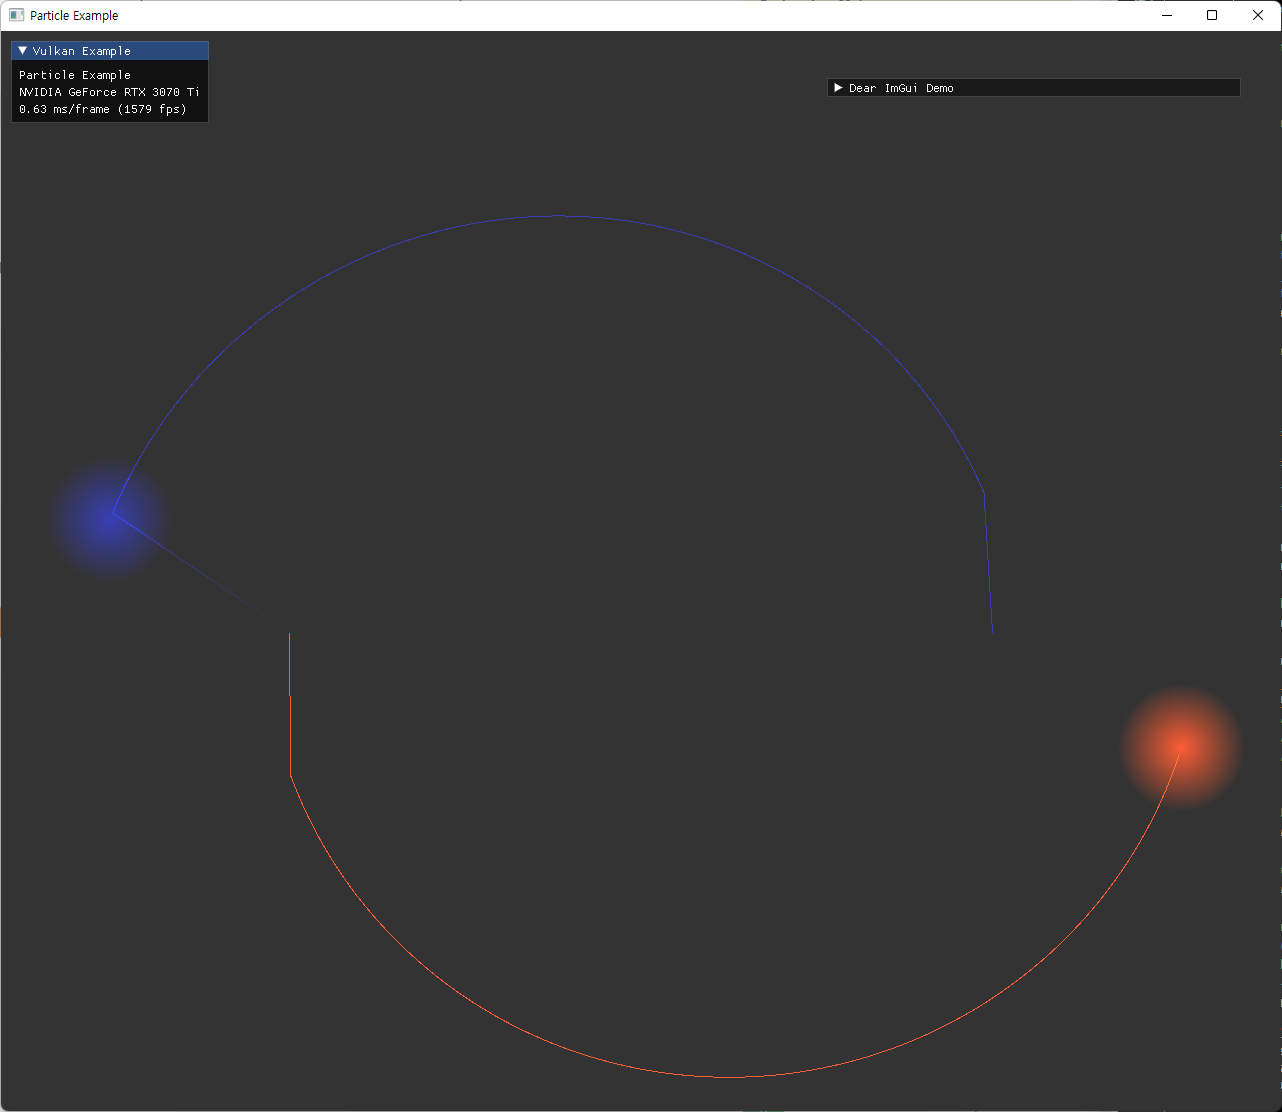 Particle Example
Vulkan Example
Particle Example
NVIDIA GeForce RTX 3070 Ti
0.63 ms/frame (1579 fps)
Dear ImGui Demo